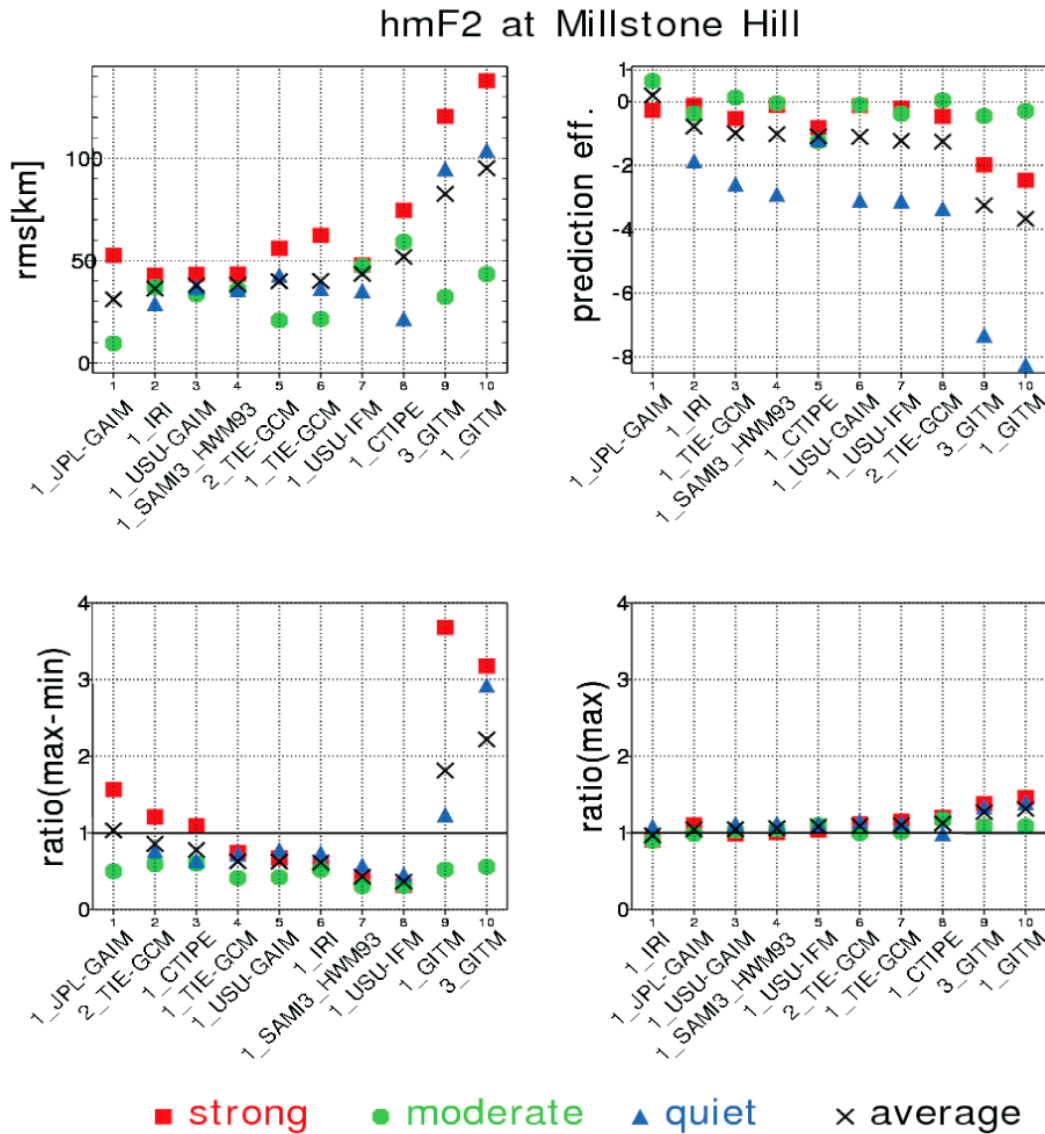 hmF2 at Millstone Hill
rms[km]
100
50
0
1 2 3 4 5 6 7 8 9 10
1_JPL-GAIM
1_IRI
1_USU-GAIM
1_SAMI3_HWM93
2_TIE-GCM
1_TIE-GCM
1_USU-IFM
1_CTIPE
3_GITM
1_GITM
prediction eff.
1
0
-2
-4
-6
-8
1 2 3 4 5 6 7 8 9 10
1_JPL-GAIM
1_IRI
1_TIE-GCM
1_SAMI3_HWM93
1_CTIPE
1_USU-GAIM
1_USU-IFM
2_TIE-GCM
3_GITM
1_GITM
ratio(max-min)
4
3
2
1
0
1 2 3 4 5 6 7 8 9 10
1_JPL-GAIM
2_TIE-GCM
1_CTIPE
1_TIE-GCM
1_USU-GAIM
1_IRI
1_SAMI3_HWM93
1_USU-IFM
1_GITM
3_GITM
ratio(max)
4
3
2
1
0
1 2 3 4 5 6 7 8 9 10
1_IRI
1_JPL-GAIM
1_USU-GAIM
1_SAMI3_HWM93
1_USU-IFM
2_TIE-GCM
1_TIE-GCM
1_CTIPE
3_GITM
1_GITM
strong moderate quiet average